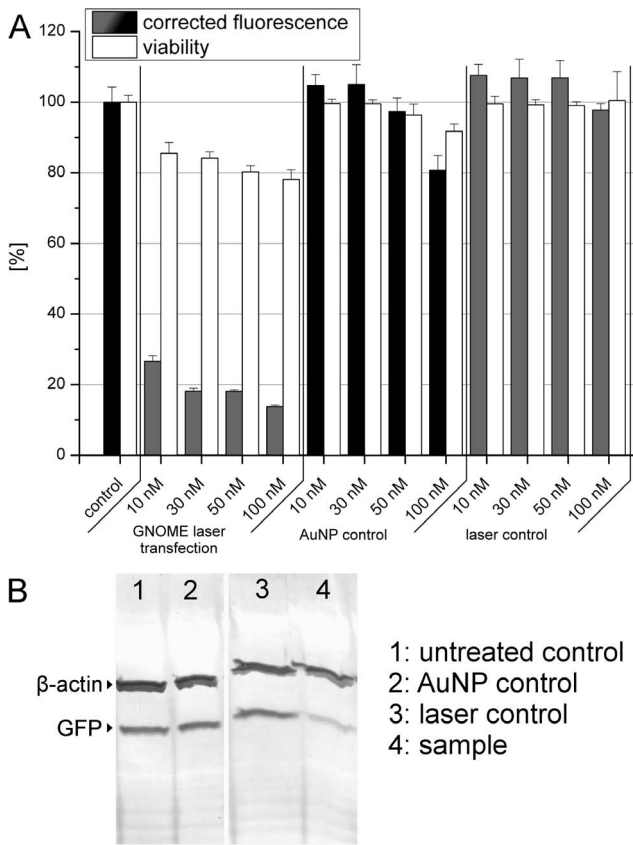 A
corrected fluorescence
viability
120
100
80
60
40
20
0
[%]
control
10 nM
30 nM
50 nM
100 nM
10 nM
30 nM
50 nM
100 nM
10 nM
30 nM
50 nM
100 nM
GNOME laser
transfection
AuNP control
laser control
B
1 2 3 4
β-actin
GFP
1: untreated control
2: AuNP control
3: laser control
4: sample